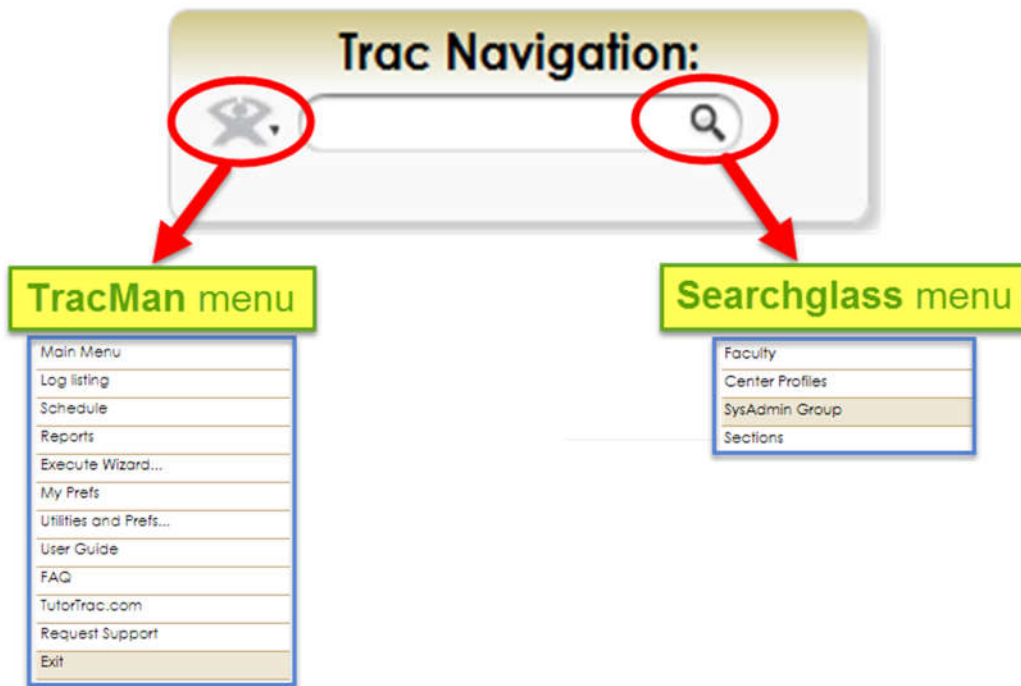 Trac Navigation:
TracMan menu
Main Menu
Log listing
Schedule
Reports
Execute Wizard...
My Prefs
Utilities and Prefs...
User Guide
FAQ
TutorTrac.com
Request Support
Exit
Searchglass menu
Faculty
Center Profiles
SysAdmin Group
Sections